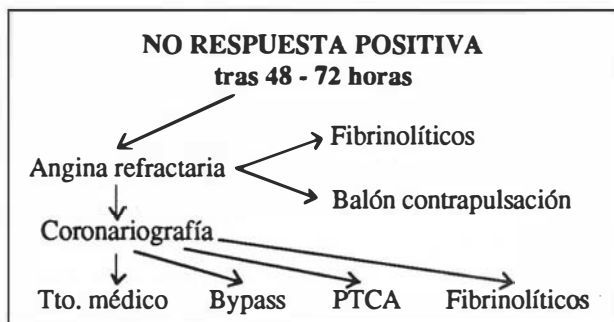 NO RESPUESTA POSITIVA
tras 48 - 72 horas
Fibrinolíticos
Angina refractaria
Balón contrapulsación
Coronariografía
Tto. médico Bypass PTCA Fibrinolíticos